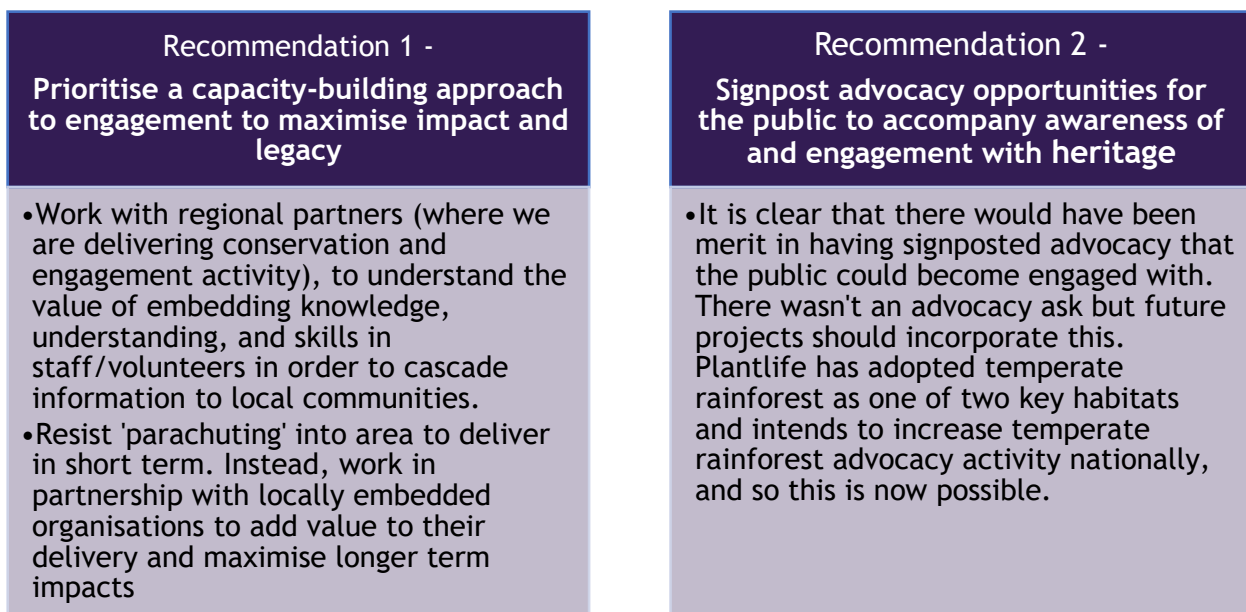 Recommendation 1 -
Prioritise a capacity-building approach
to engagement to maximise impact and
legacy
•Work with regional partners (where we
are delivering conservation and
engagement activity), to understand the
value of embedding knowledge,
understanding, and skills in
staff/volunteers in order to cascade
information to local communities.
•Resist 'parachuting' into area to deliver
in short term. Instead, work in
partnership with locally embedded
organisations to add value to their
delivery and maximise longer term
impacts
Recommendation 2 -
Signpost advocacy opportunities for
the public to accompany awareness of
and engagement with heritage
•It is clear that there would have been
merit in having signposted advocacy that
the public could become engaged with.
There wasn't an advocacy ask but future
projects should incorporate this.
Plantlife has adopted temperate
rainforest as one of two key habitats
and intends to increase temperate
rainforest advocacy activity nationally,
and so this is now possible.